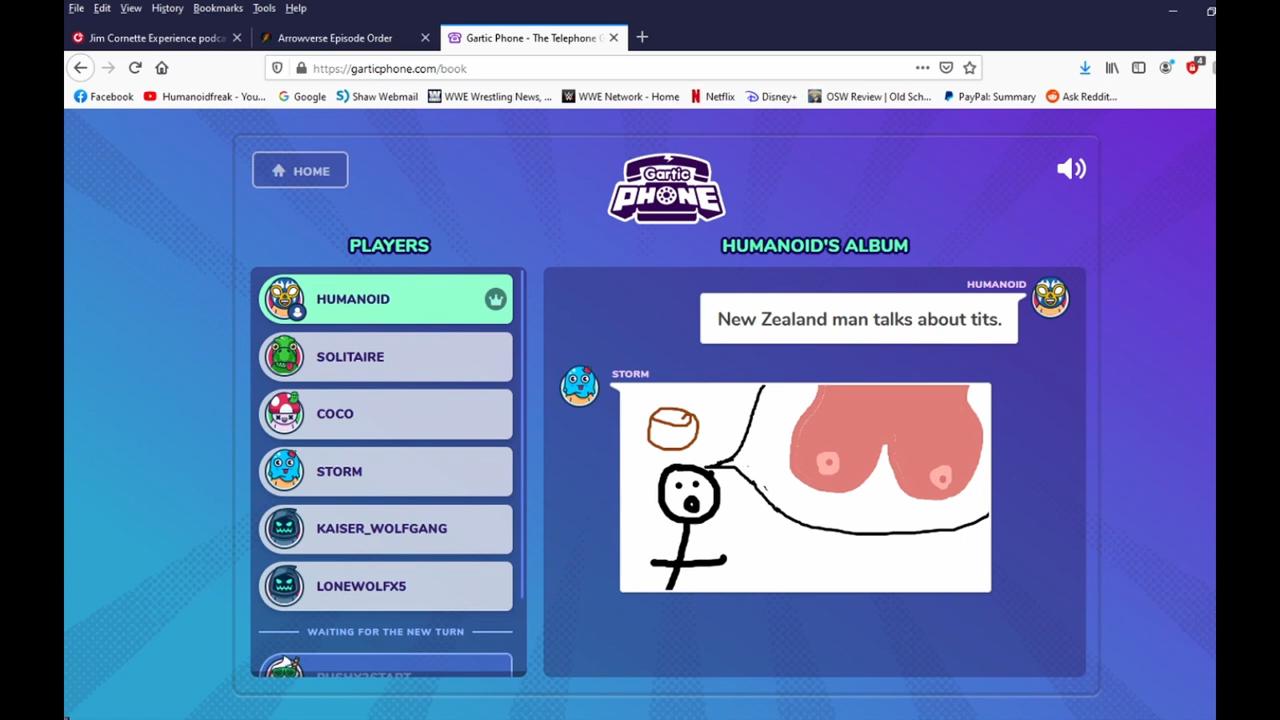 File Edit View History Bookmarks Tools Help
Jim Cornette Experience podca
Arrowverse Episode Order
Gartic Phone - The Telephone G
https://garticphone.com/book
4
Facebook
Humanoidfreak - You...
Google
Shaw Webmail
WWE Wrestling News, ...
WWE Network - Home
Netflix
Disney+
OSW Review | Old Sch...
PayPal: Summary
Ask Reddit...
HOME
Gartic
PHONE
PLAYERS
HUMANOID'S ALBUM
HUMANOID
SOLITAIRE
COCO
STORM
KAISER_WOLFGANG
LONEWOLFX5
WAITING FOR THE NEW TURN
HUMANOID
New Zealand man talks about tits.
STORM